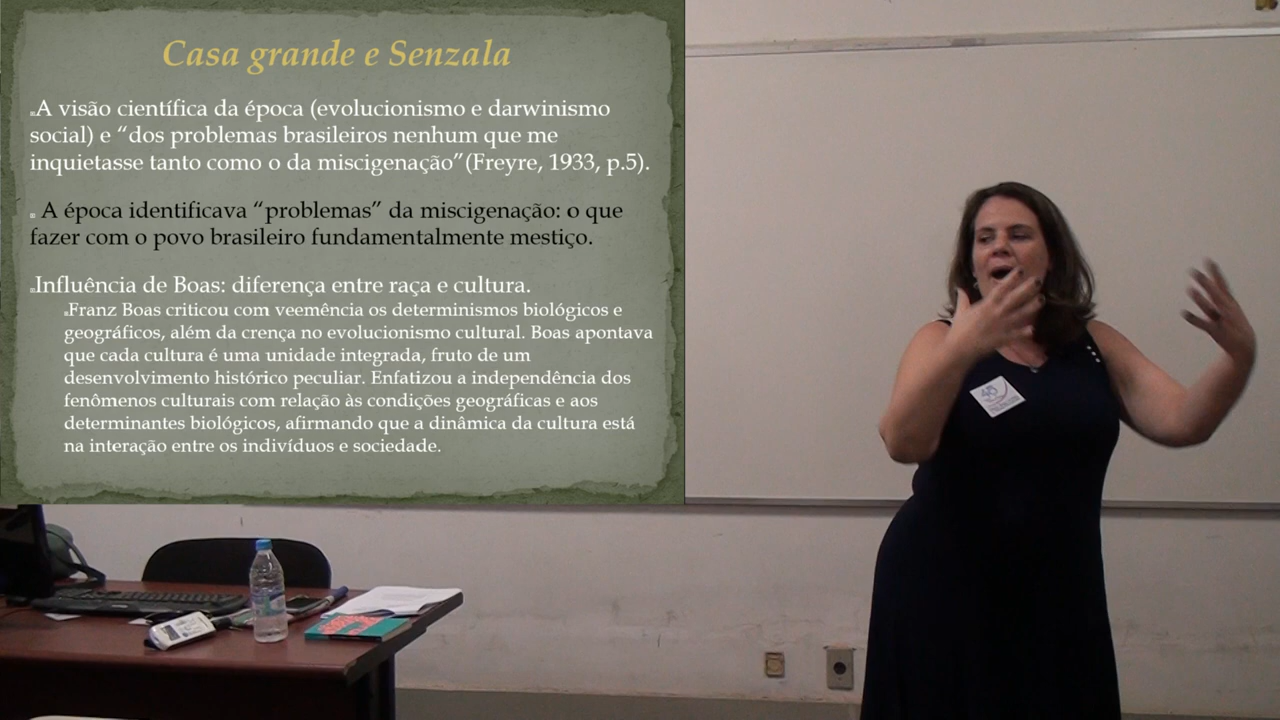 Casa grande e Senzala
A visão científica da época (evolucionismo e darwinismo
social) e “dos problemas brasileiros nenhum que me
inquietasse tanto como o da miscigenação”(Freyre, 1933, p.5).
A época identificava “problemas” da miscigenação: o que
fazer com o povo brasileiro fundamentalmente mestiço.
Influência de Boas: diferença entre raça e cultura.
Franz Boas criticou com veemência os determinismos biológicos e
geográficos, além da crença no evolucionismo cultural. Boas apontava
que cada cultura é uma unidade integrada, fruto de um
desenvolvimento histórico peculiar. Enfatizou a independência dos
fenômenos culturais com relação às condições geográficas e aos
determinantes biológicos, afirmando que a dinâmica da cultura está
na interação entre os indivíduos e sociedade.
45